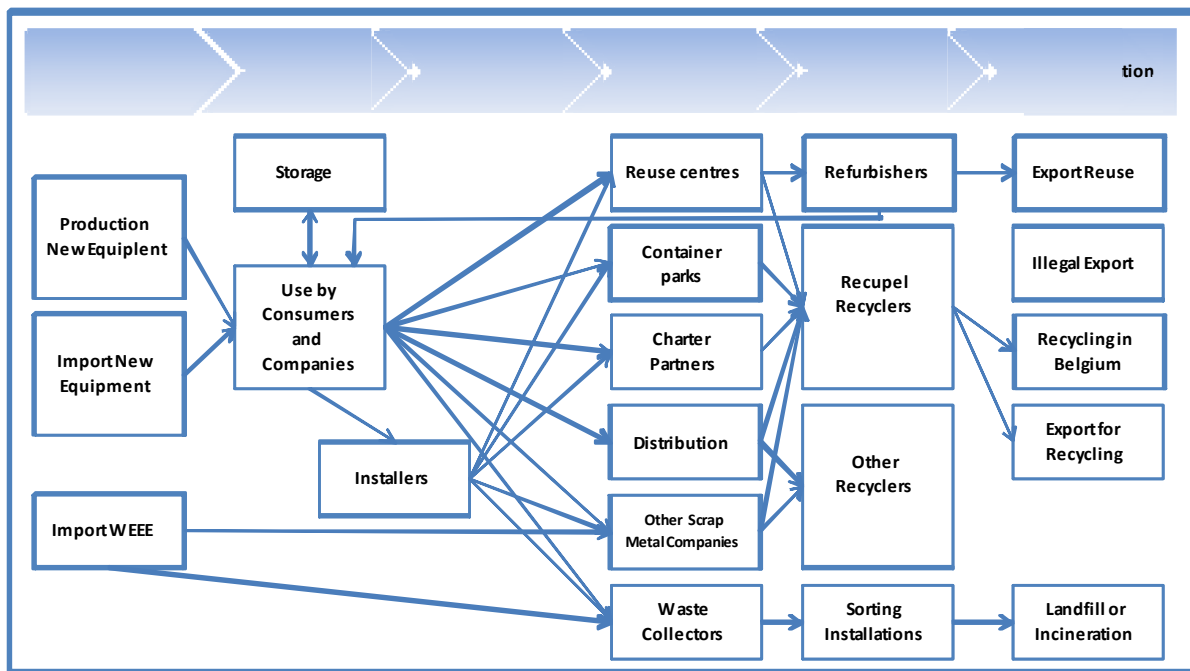 tion
Storage
Reuse centres
Refurbishers
Export Reuse
Production
New Equiplent
Container
parks
Illegal Export
Use by
Consumers
and
Companies
Recupel
Recyclers
Import New
Equipment
Charter
Partners
Recycling in
Belgium
Distribution
Export for
Recycling
Installers
Other
Recyclers
Import WEEE
Other Scrap
Metal Companies
Waste
Collectors
Sorting
Installations
Landfill or
Incineration